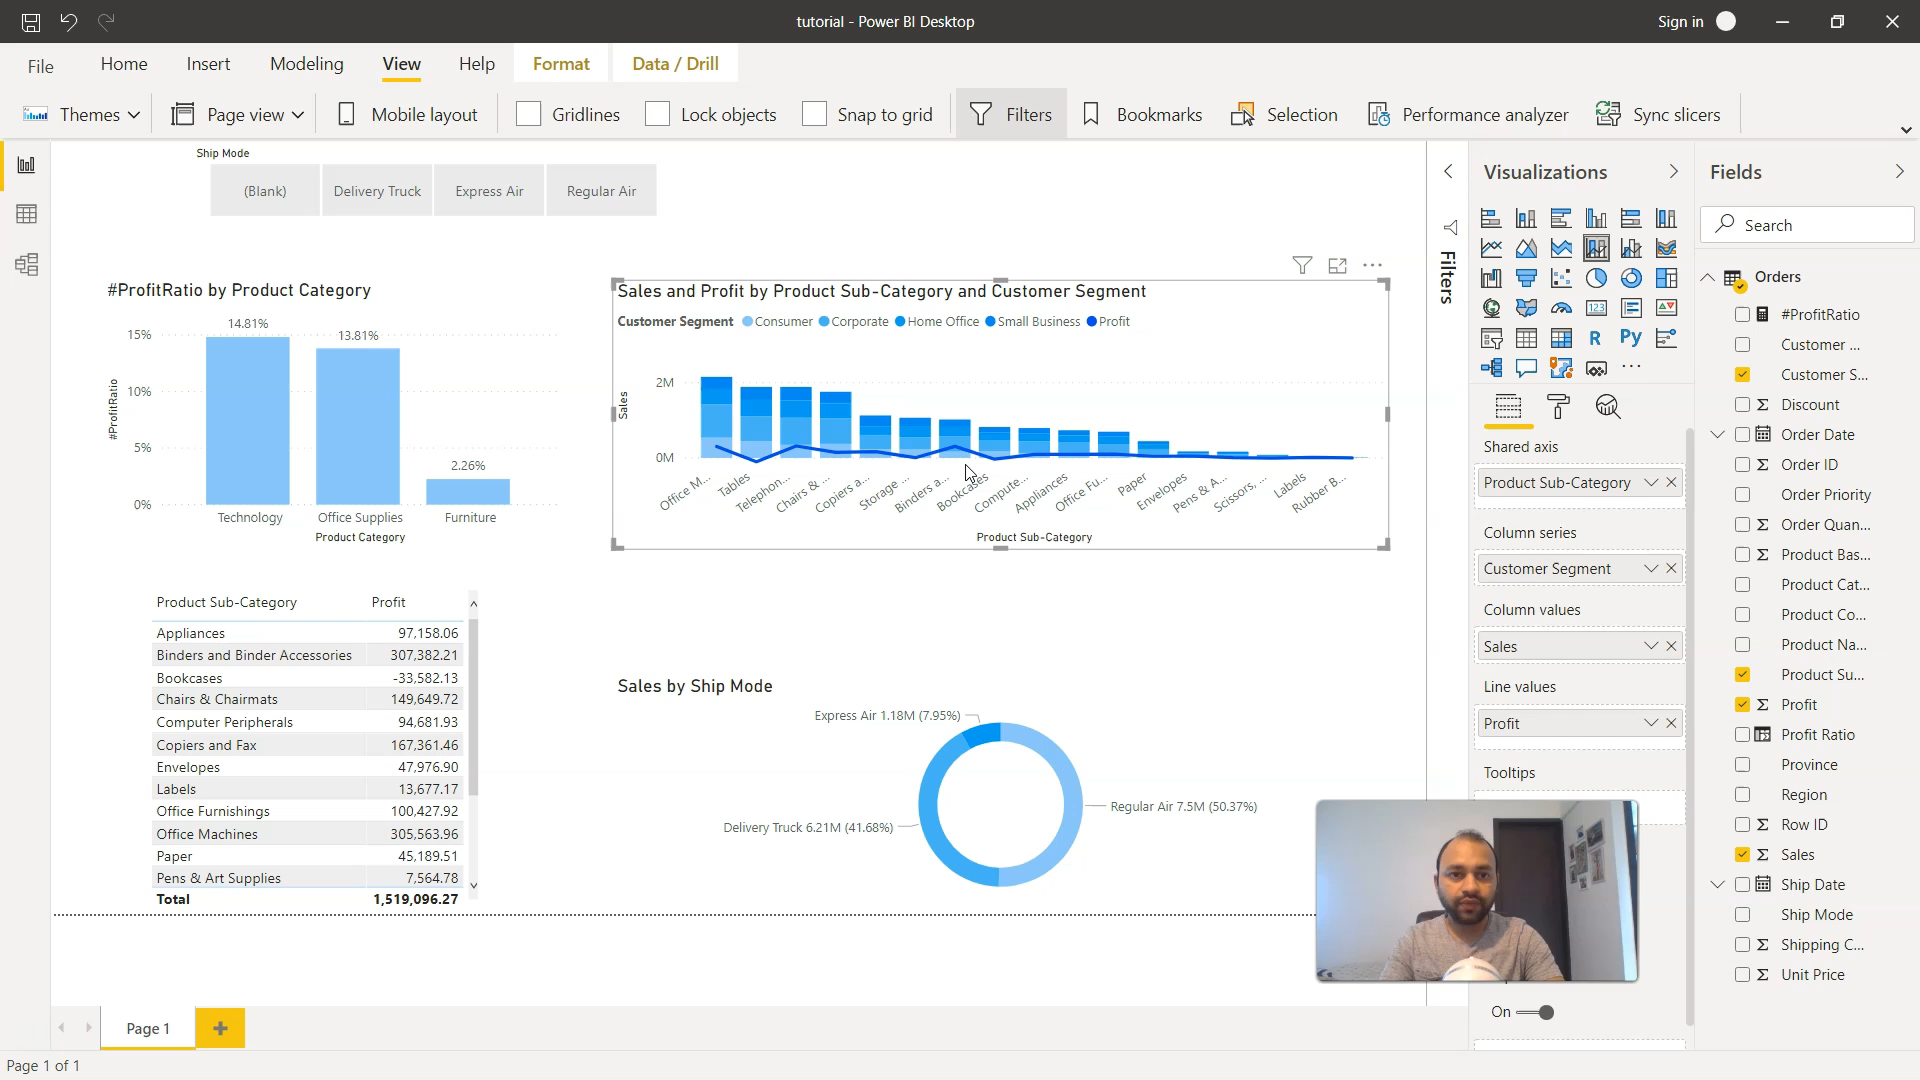 tutorial - Power BI Desktop
Sign in
File Home Insert Modeling View Help Format Data / Drill
Themes Page view Mobile layout Gridlines Lock objects Snap to grid Filters Bookmarks Selection Performance analyzer Sync slicers
Ship Mode
(Blank) Delivery Truck Express Air Regular Air
#ProfitRatio by Product Category
14.81%
15%
13.81%
10%
#ProfitRatio
5%
2.26%
0%
Technology Office Supplies Furniture
Product Category
Sales and Profit by Product Sub-Category and Customer Segment
Customer Segment Consumer Corporate Home Office Small Business Profit
2M
Sales
0M
Office M... Tables Telephon... Chairs & ... Copiers a... Storage ... Binders a... Bookcases Compute... Appliances Office Fu... Paper Envelopes Pens & A... Scissors, ... Labels Rubber B...
Product Sub-Category
Product Sub-Category Profit
Appliances 97,158.06
Binders and Binder Accessories 307,382.21
Bookcases -33,582.13
Chairs & Chairmats 149,649.72
Computer Peripherals 94,681.93
Copiers and Fax 167,361.46
Envelopes 47,976.90
Labels 13,677.17
Office Furnishings 100,427.92
Office Machines 305,563.96
Paper 45,189.51
Pens & Art Supplies 7,564.78
Total 1,519,096.27
Sales by Ship Mode
Express Air 1.18M (7.95%)
Regular Air 7.5M (50.37%)
Delivery Truck 6.21M (41.68%)
Filters
Visualizations
123
R Py
Shared axis
Product Sub-Category
Column series
Customer Segment
Column values
Sales
Line values
Profit
Tooltips
On
Fields
Search
Orders
#ProfitRatio
Customer ...
Customer S...
Discount
Order Date
Order ID
Order Priority
Order Quan...
Product Bas...
Product Cat...
Product Co...
Product Na...
Product Su...
Profit
Profit Ratio
Province
Region
Row ID
Sales
Ship Date
Ship Mode
Shipping C...
Unit Price
Page 1
Page 1 of 1